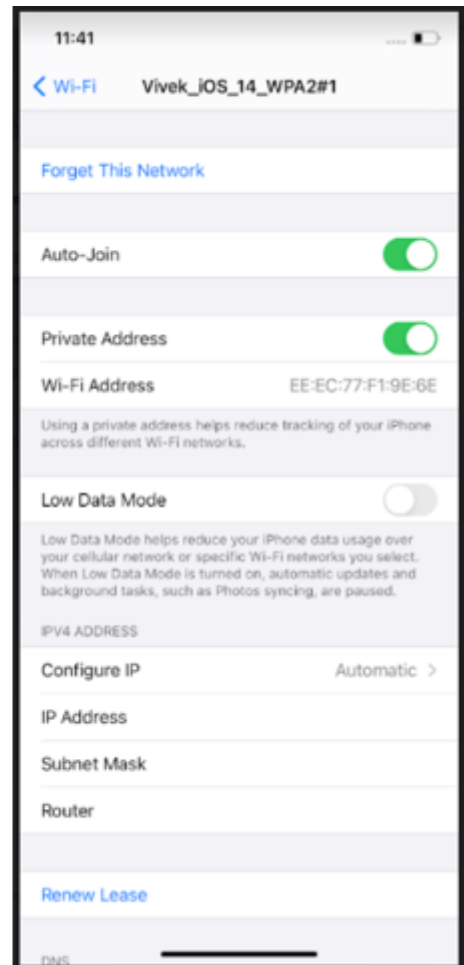 11:41
Wi-Fi
Vivek_iOS_14_WPA2#1
Forget This Network
Auto-Join
Private Address
Wi-Fi Address EE:EC:77:F1:9E:6E
Using a private address helps reduce tracking of your iPhone
across different Wi-Fi networks.
Low Data Mode
Low Data Mode helps reduce your iPhone data usage over
your cellular network or specific Wi-Fi networks you select.
When Low Data Mode is turned on, automatic updates and
background tasks, such as Photos syncing, are paused.
IPV4 ADDRESS
Configure IP Automatic
IP Address
Subnet Mask
Router
Renew Lease
DNS